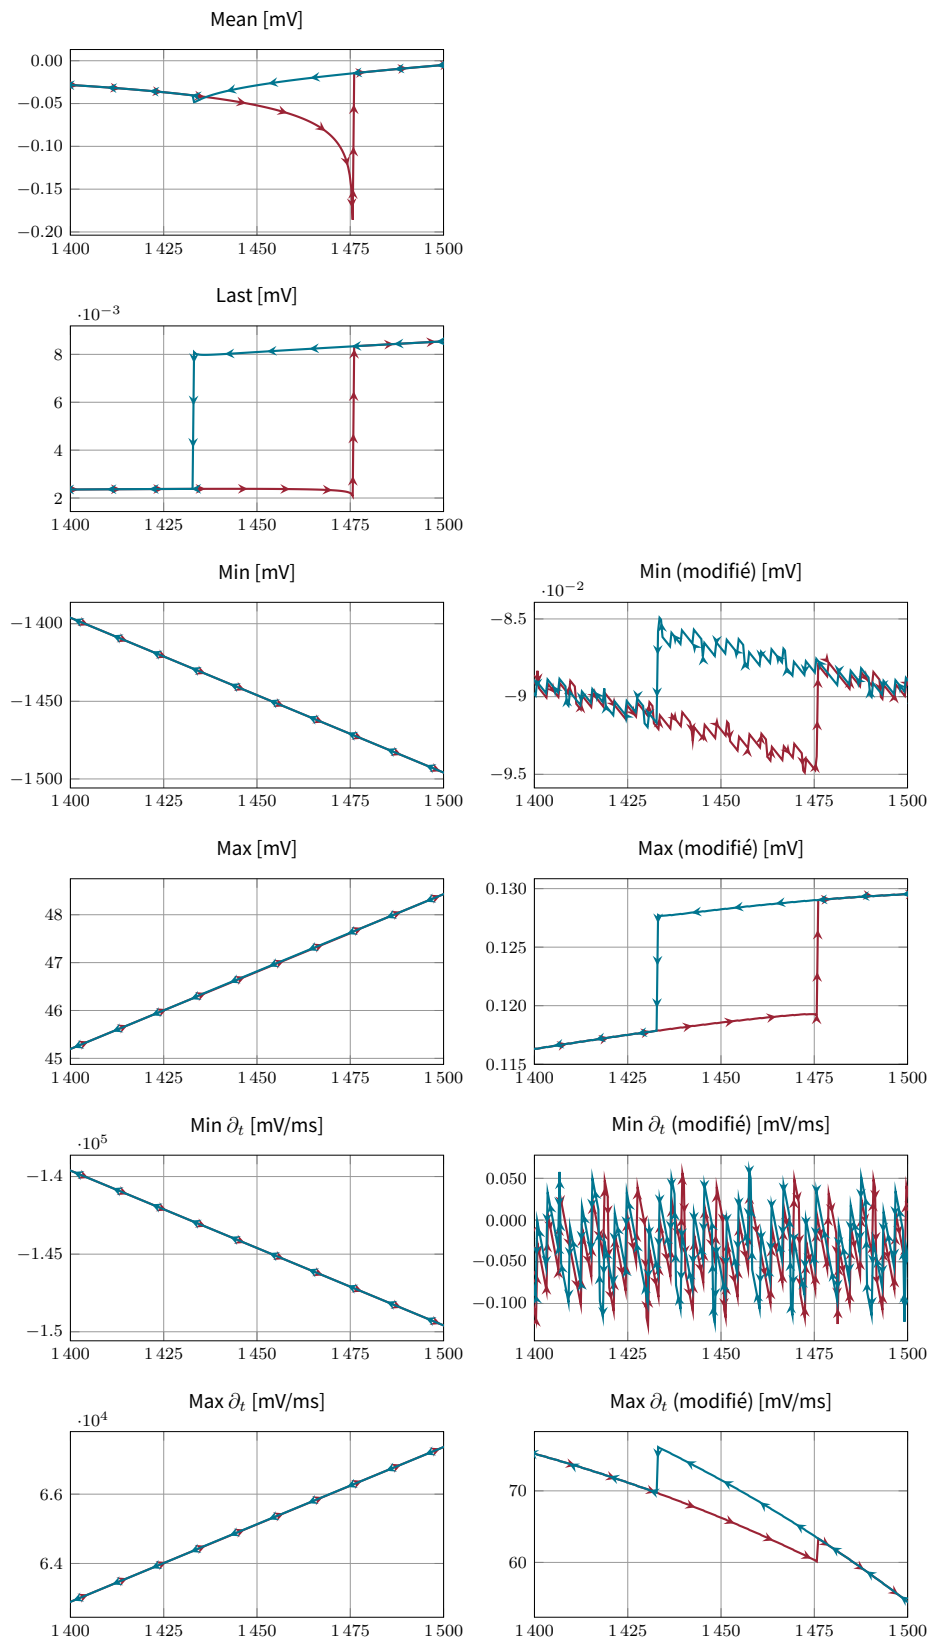 Mean [mV]
0.00
−0.05
−0.10
−0.15
−0.20
1 400 1 425 1 450 1 475 1 500
Last [mV]
·10⁻³
8
6
4
2
1 400 1 425 1 450 1 475 1 500
Min [mV]
−1 400
−1 450
−1 500
1 400 1 425 1 450 1 475 1 500
Min (modifié) [mV]
·10⁻²
−8.5
−9
−9.5
1 400 1 425 1 450 1 475 1 500
Max [mV]
48
47
46
45
1 400 1 425 1 450 1 475 1 500
Max (modifié) [mV]
0.130
0.125
0.120
0.115
1 400 1 425 1 450 1 475 1 500
Min ∂ₜ [mV/ms]
·10⁵
−1.4
−1.45
−1.5
1 400 1 425 1 450 1 475 1 500
Min ∂ₜ (modifié) [mV/ms]
0.050
0.000
−0.050
−0.100
1 400 1 425 1 450 1 475 1 500
Max ∂ₜ [mV/ms]
·10⁴
6.6
6.4
1 400 1 425 1 450 1 475 1 500
Max ∂ₜ (modifié) [mV/ms]
70
60
1 400 1 425 1 450 1 475 1 500